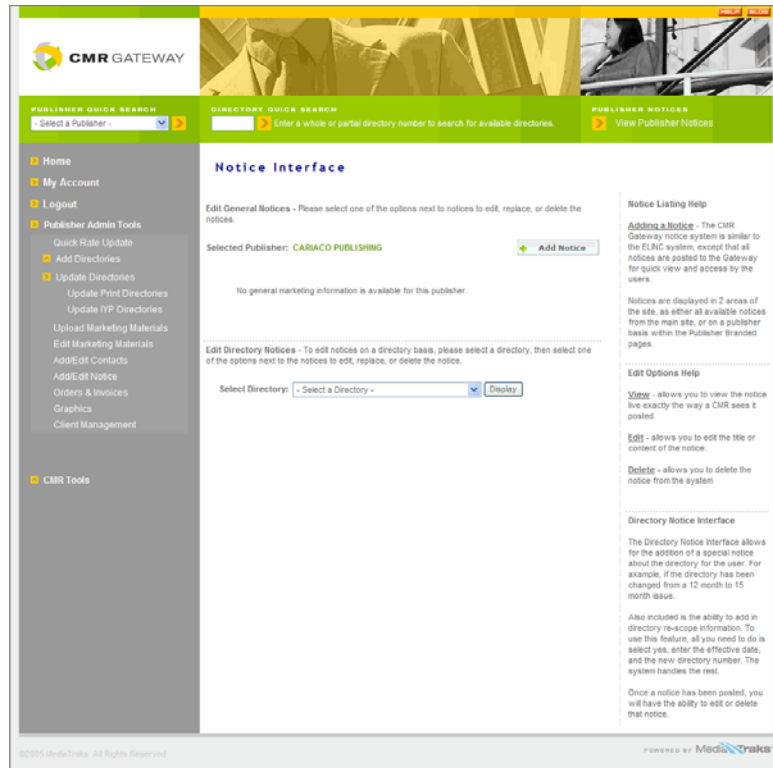 HELP BLOG
CMR GATEWAY
PUBLISHER QUICK SEARCH
- Select a Publisher -
DIRECTORY QUICK SEARCH
Enter a whole or partial directory number to search for available directories.
PUBLISHER NOTICES
View Publisher Notices
Home
My Account
Logout
Publisher Admin Tools
Quick Rate Update
Add Directories
Update Directories
Update Print Directories
Update IYP Directories
Upload Marketing Materials
Edit Marketing Materials
Add/Edit Contacts
Add/Edit Notice
Orders & Invoices
Graphics
Client Management
CMR Tools
Notice Interface
Edit General Notices - Please select one of the options next to notices to edit, replace, or delete the
notices.
Selected Publisher: CARIACO PUBLISHING
Add Notice
No general marketing information is available for this publisher.
Edit Directory Notices - To edit notices on a directory basis, please select a directory, then select one
of the options next to the notices to edit, replace, or delete the notice.
Select Directory: - Select a Directory - Display
Notice Listing Help
Adding a Notice - The CMR
Gateway notice system is similar to
the ELINC system, except that all
notices are posted to the Gateway
for quick view and access by the
users.
Notices are displayed in 2 areas of
the site, as either all available notices
from the main site, or on a publisher
basis within the Publisher Branded
pages.
Edit Options Help
View - allows you to view the notice
live exactly the way a CMR sees it
posted.
Edit - allows you to edit the title or
content of the notice.
Delete - allows you to delete the
notice from the system
Directory Notice Interface
The Directory Notice Interface allows
for the addition of a special notice
about the directory for the user. For
example, if the directory has been
changed from a 12 month to 15
month issue.
Also included is the ability to add in
directory re-scope information. To
use this feature, all you need to do is
select yes, enter the effective date,
and the new directory number. The
system handles the rest.
Once a notice has been posted, you
will have the ability to edit or delete
that notice.
©2005 MediaTraks. All Rights Reserved
POWERED BY MediaTraks